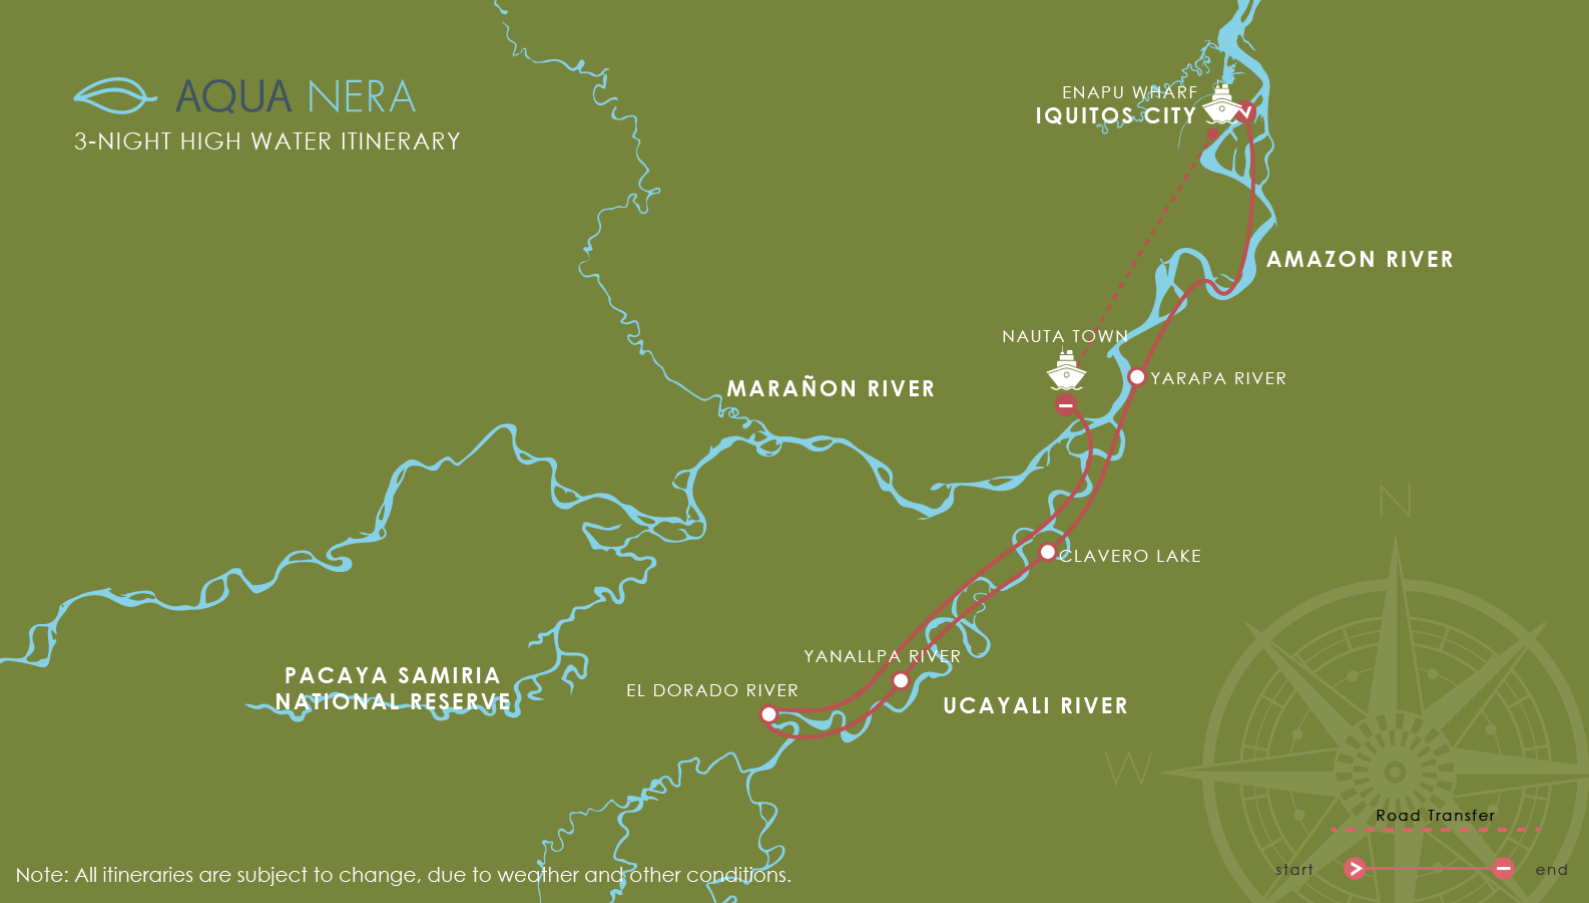 AQUA NERA
3-NIGHT HIGH WATER ITINERARY
ENAPU WHARF
IQUITOS CITY
AMAZON RIVER
NAUTA TOWN
YARAPA RIVER
MARAÑON RIVER
N
CLAVERO LAKE
YANALLPA RIVER
PACAYA SAMIRIA
NATIONAL RESERVE
EL DORADO RIVER
UCAYALI RIVER
W
Road Transfer
start
end
Note: All itineraries are subject to change, due to weather and other conditions.